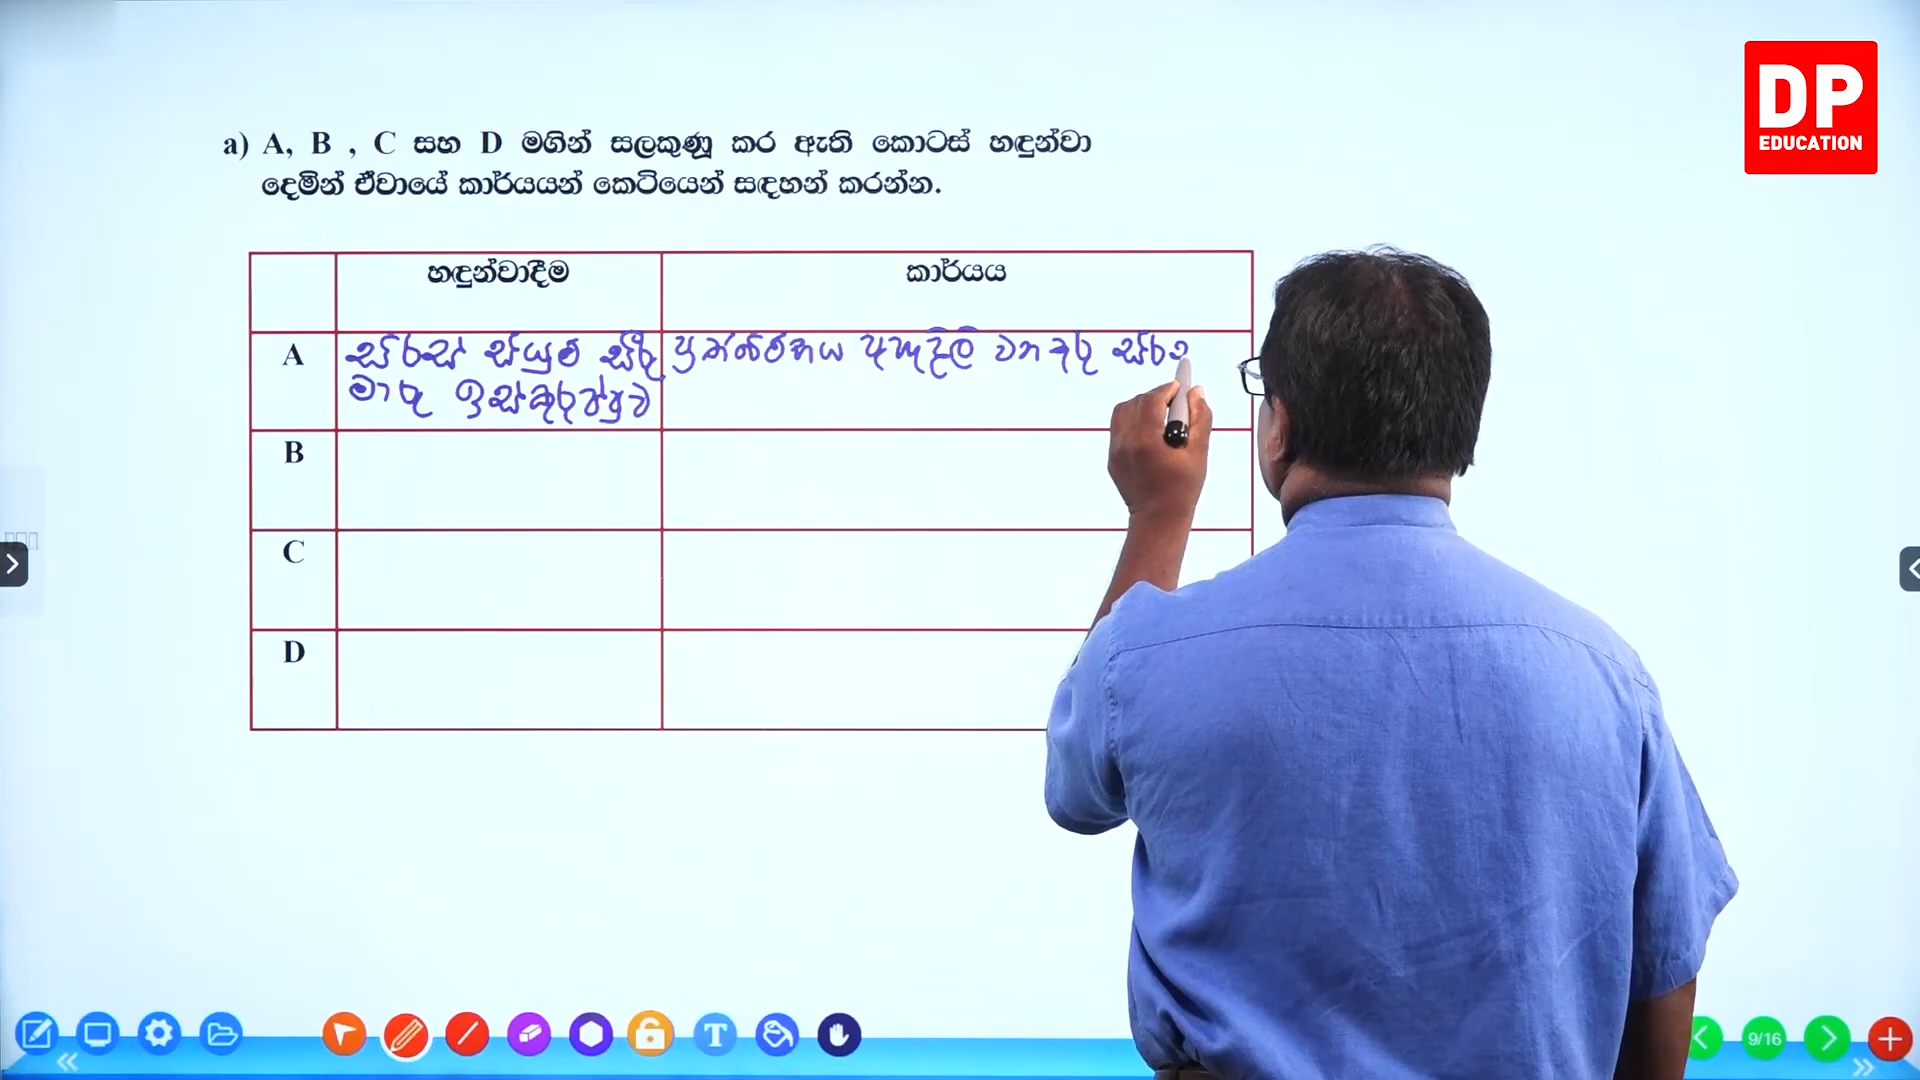 DP
EDUCATION
a) A, B , C සහ D මගින් සලකුණු කර ඇති කොටස් හඳුන්වා
දෙමින් ඒවායේ කාර්යයන් කෙටියෙන් සඳහන් කරන්න.
හඳුන්වාදීම
කාර්යය
A
සිරස් සියුම් සීරු
මාරු ඉස්කුරුප්පුව
වන සේ
B
C
D
T
9/16